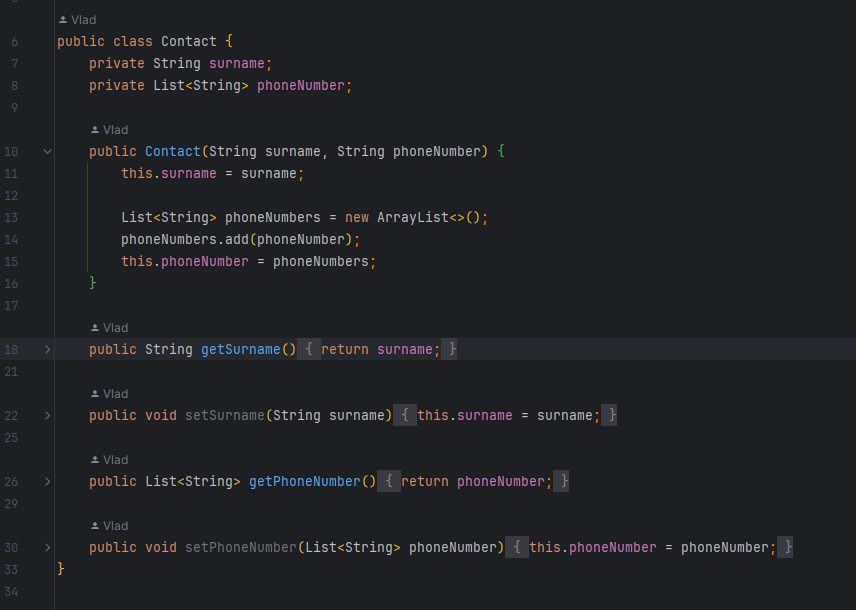 Vlad
6 public class Contact {
7 private String surname;
8 private List<String> phoneNumber;
9
Vlad
10 public Contact(String surname, String phoneNumber) {
11 this.surname = surname;
12
13 List<String> phoneNumbers = new ArrayList<>();
14 phoneNumbers.add(phoneNumber);
15 this.phoneNumber = phoneNumbers;
16 }
17
Vlad
18 public String getSurname() { return surname; }
21
Vlad
22 public void setSurname(String surname) { this.surname = surname; }
25
Vlad
26 public List<String> getPhoneNumber() { return phoneNumber; }
29
Vlad
30 public void setPhoneNumber(List<String> phoneNumber) { this.phoneNumber = phoneNumber; }
33 }
34